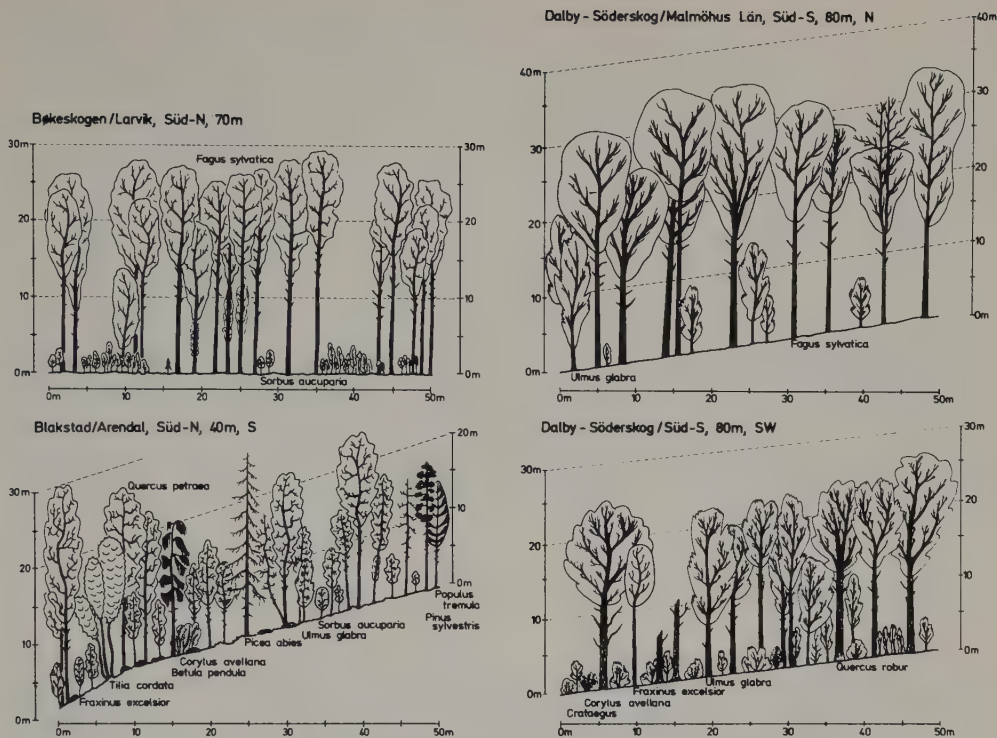 Bøkeskogen/Larvik, Süd-N, 70m
30m
20
10
0m
Fagus sylvatica
30m
20
10
0m
Sorbus aucuparia
0m 10 20 30 40 50m
Dalby - Söderskog/Malmöhus Län, Süd-S, 80m, N
40m
30
20
10
0m
40m
30
20
10
0m
Fagus sylvatica
Ulmus glabra
0m 10 20 30 40 50m
Blakstad/Arendal, Süd-N, 40m, S
30m
20
10
0m
Quercus petraea
20m
10
0m
Populus
tremula
Pinus
sylvestris
Sorbus aucuparia
Ulmus glabra
Picea abies
Corylus avellana
Betula pendula
Tilia cordata
Fraxinus excelsior
0m 10 20 30 40 50m
Dalby - Söderskog/Süd-S, 80m, SW
30m
20
10
0m
30m
20
10
0m
Quercus robur
Ulmus glabra
Fraxinus excelsior
Corylus avellana
Crataegus
0m 10 20 30 40 50m